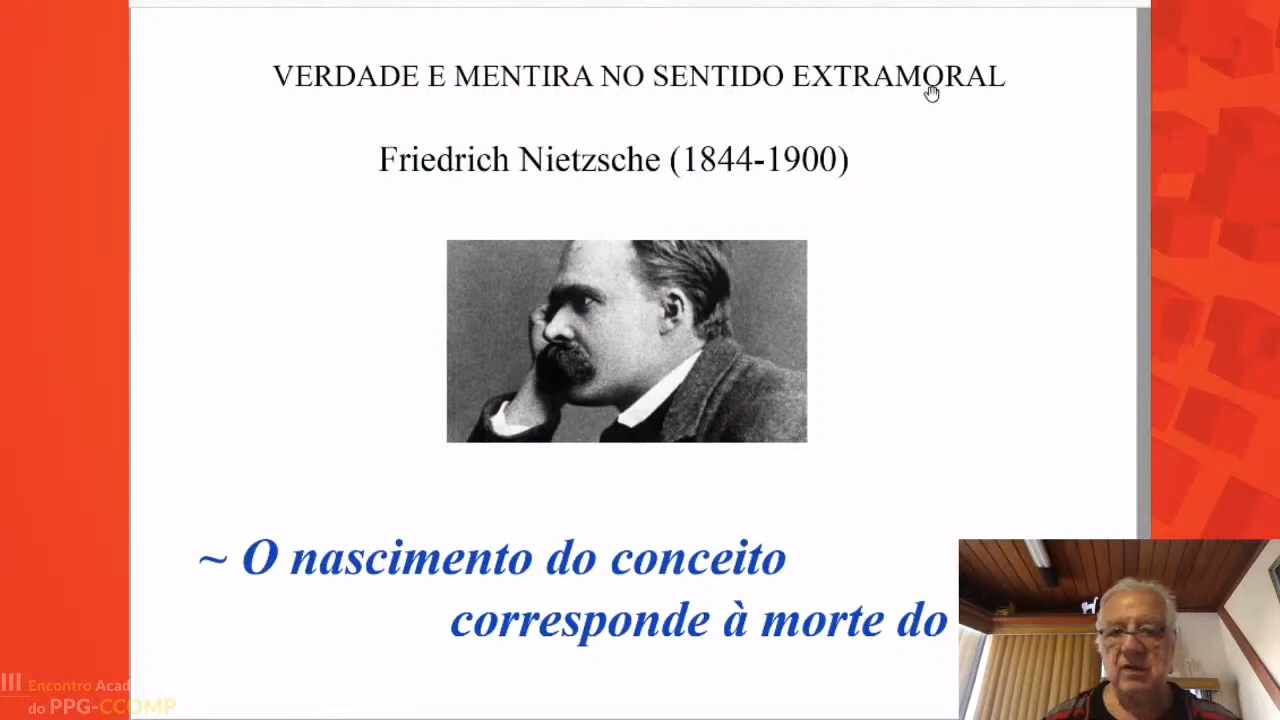 VERDADE E MENTIRA NO SENTIDO EXTRAMORAL
Friedrich Nietzsche (1844-1900)
~ O nascimento do conceito
corresponde à morte do
III Encontro Acad
do PPG-CCOMP